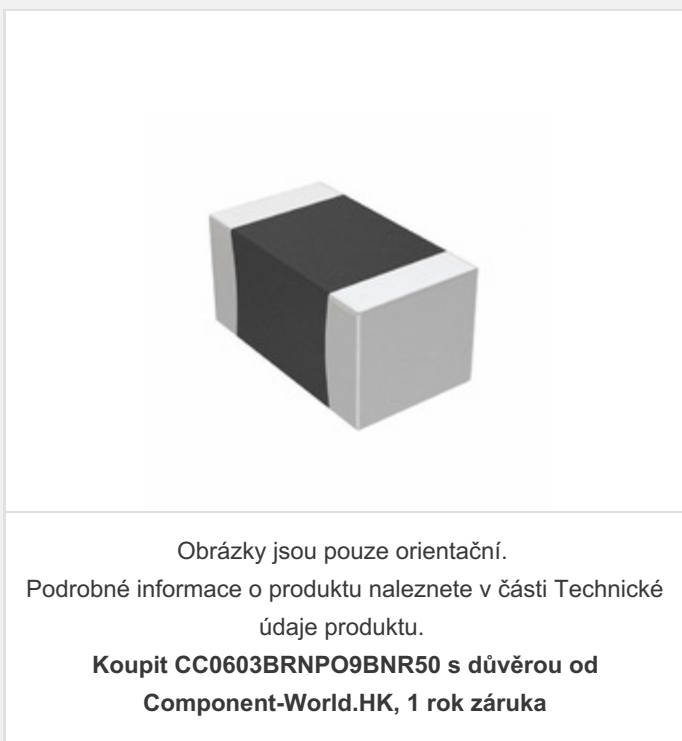 Obrázky jsou pouze orientační.
Podrobné informace o produktu naleznete v části Technické
údaje produktu.
Koupit CC0603BRNPO9BNR50 s důvěrou od
Component-World.HK, 1 rok záruka